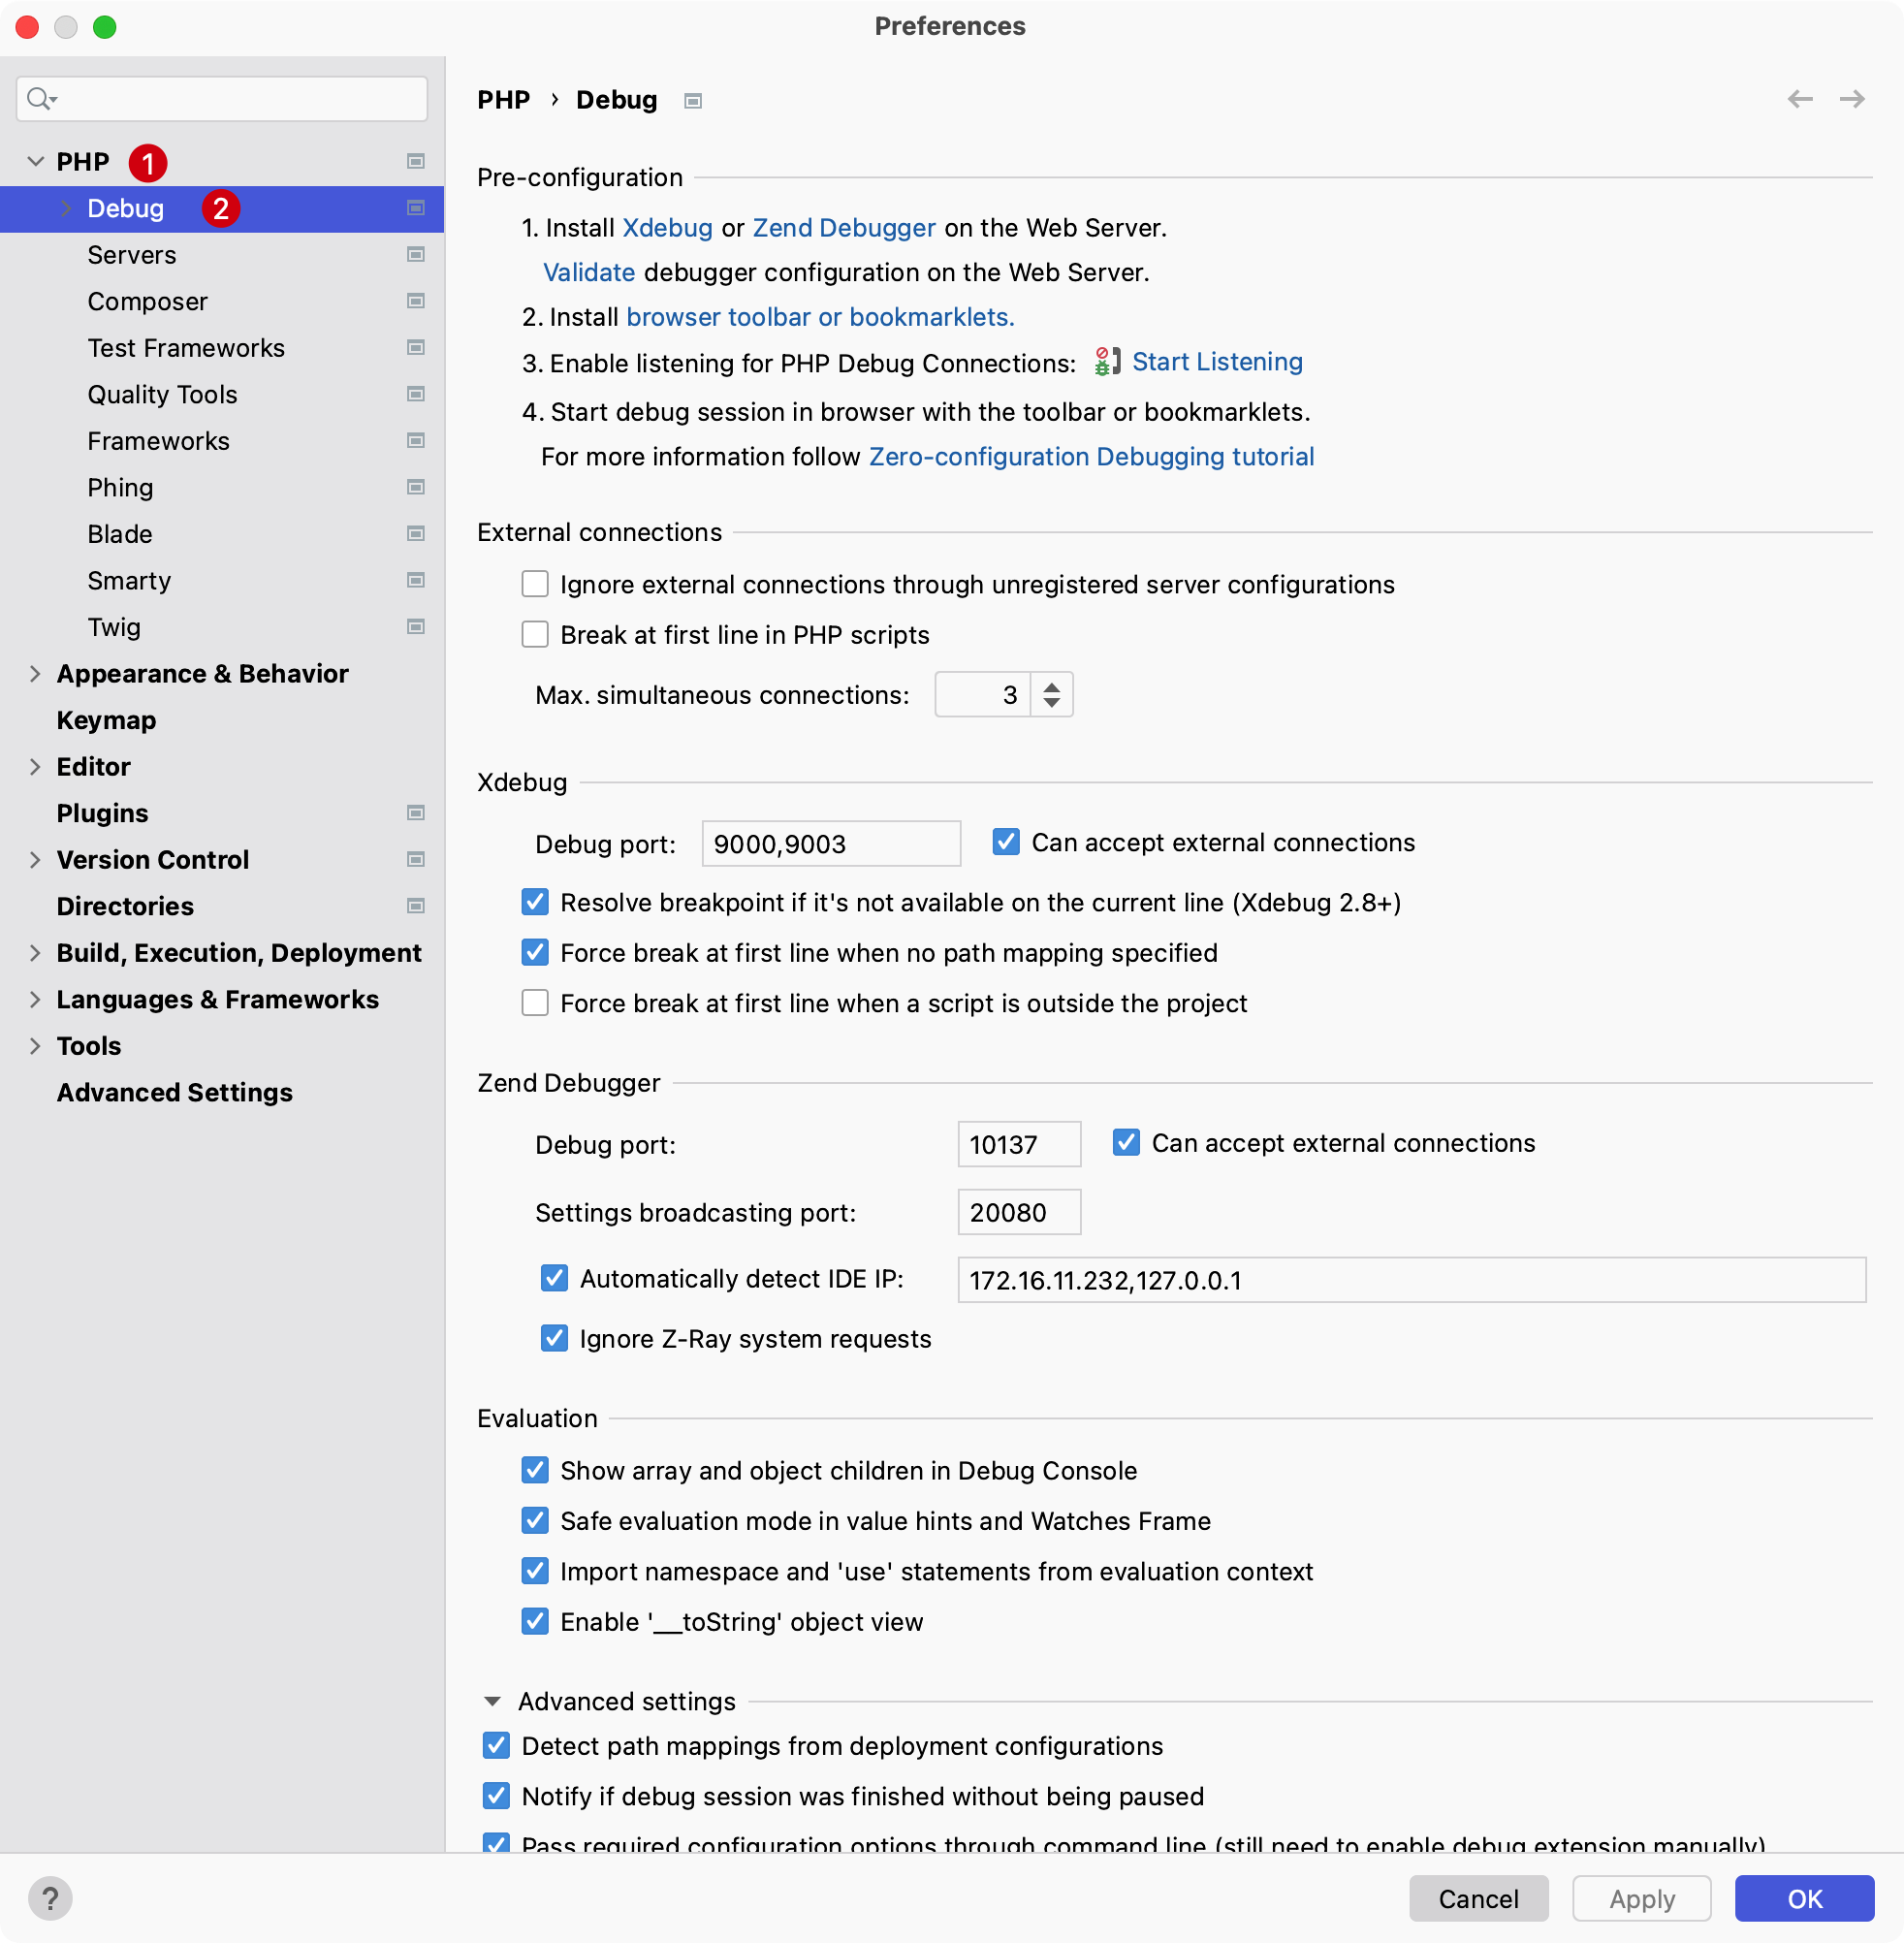 Preferences
PHP 1
Debug 2
Servers
Composer
Test Frameworks
Quality Tools
Frameworks
Phing
Blade
Smarty
Twig
Appearance & Behavior
Keymap
Editor
Plugins
Version Control
Directories
Build, Execution, Deployment
Languages & Frameworks
Tools
Advanced Settings
PHP › Debug
Pre-configuration
1. Install Xdebug or Zend Debugger on the Web Server.
Validate debugger configuration on the Web Server.
2. Install browser toolbar or bookmarklets.
3. Enable listening for PHP Debug Connections: Start Listening
4. Start debug session in browser with the toolbar or bookmarklets.
For more information follow Zero-configuration Debugging tutorial
External connections
Ignore external connections through unregistered server configurations
Break at first line in PHP scripts
Max. simultaneous connections: 3
Xdebug
Debug port: 9000,9003 Can accept external connections
Resolve breakpoint if it's not available on the current line (Xdebug 2.8+)
Force break at first line when no path mapping specified
Force break at first line when a script is outside the project
Zend Debugger
Debug port: 10137 Can accept external connections
Settings broadcasting port: 20080
Automatically detect IDE IP: 172.16.11.232,127.0.0.1
Ignore Z-Ray system requests
Evaluation
Show array and object children in Debug Console
Safe evaluation mode in value hints and Watches Frame
Import namespace and 'use' statements from evaluation context
Enable '__toString' object view
Advanced settings
Detect path mappings from deployment configurations
Notify if debug session was finished without being paused
Pass required configuration options through command line (still need to enable debug extension manually)
?
Cancel
Apply
OK